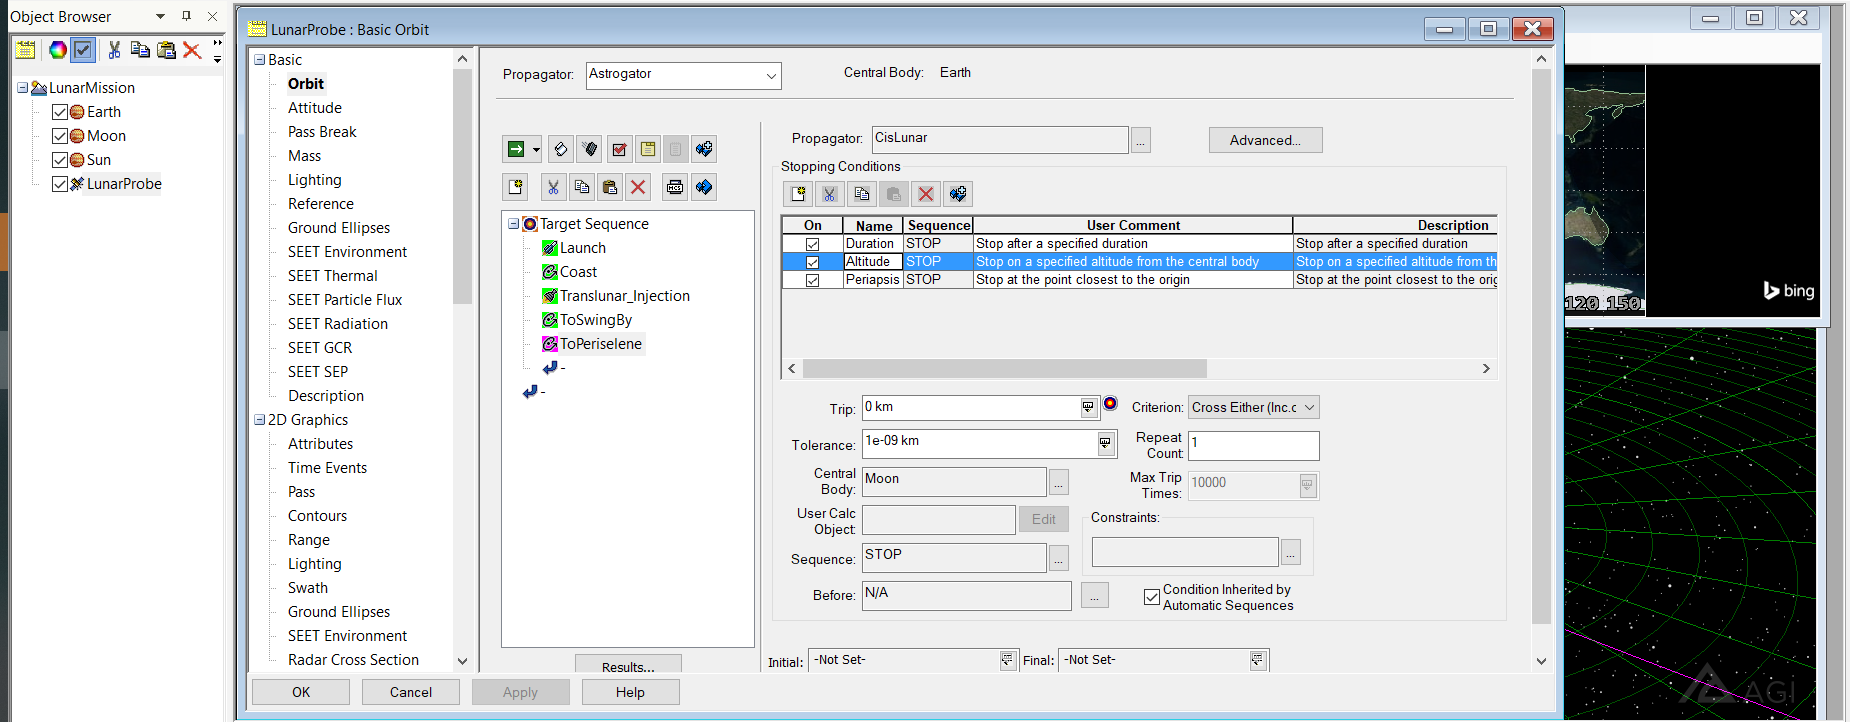 Object Browser
LunarMission
Earth
Moon
Sun
LunarProbe
LunarProbe : Basic Orbit
Basic
Orbit
Attitude
Pass Break
Mass
Lighting
Reference
Ground Ellipses
SEET Environment
SEET Thermal
SEET Particle Flux
SEET Radiation
SEET GCR
SEET SEP
Description
2D Graphics
Attributes
Time Events
Pass
Contours
Range
Lighting
Swath
Ground Ellipses
SEET Environment
Radar Cross Section
Propagator: Astrogator
Central Body: Earth
MCS
Target Sequence
Launch
Coast
Translunar_Injection
ToSwingBy
ToPeriselene
-
-
Results...
Propagator: CisLunar ...
Advanced...
Stopping Conditions
On Name Sequence User Comment Description
Duration STOP Stop after a specified duration Stop after a specified duration
Altitude STOP Stop on a specified altitude from the central body Stop on a specified altitude from th
Periapsis STOP Stop at the point closest to the origin Stop at the point closest to the orig
Trip: 0 km
Criterion: Cross Either (Inc.c
Tolerance: 1e-09 km
Repeat Count: 1
Central Body: Moon ...
Max Trip Times: 10000
User Calc Object: Edit
Constraints:
...
Sequence: STOP ...
Before: N/A ...
Condition Inherited by
Automatic Sequences
Initial: -Not Set- Final: -Not Set-
OK Cancel Apply Help
120 150
bing
AGI